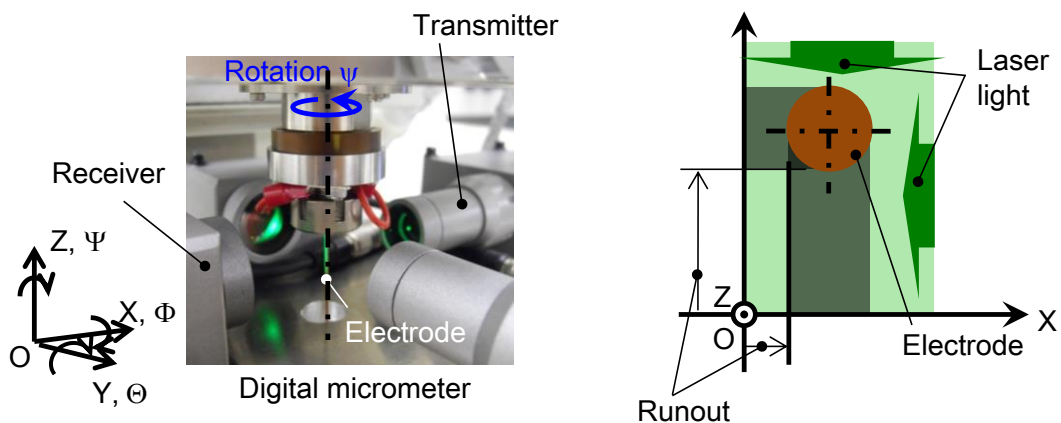 Transmitter
Rotation ψ
Receiver
Z, Ψ
X, Φ
O
Y, Θ
Electrode
Digital micrometer
Laser
light
Z
O
X
Electrode
Runout